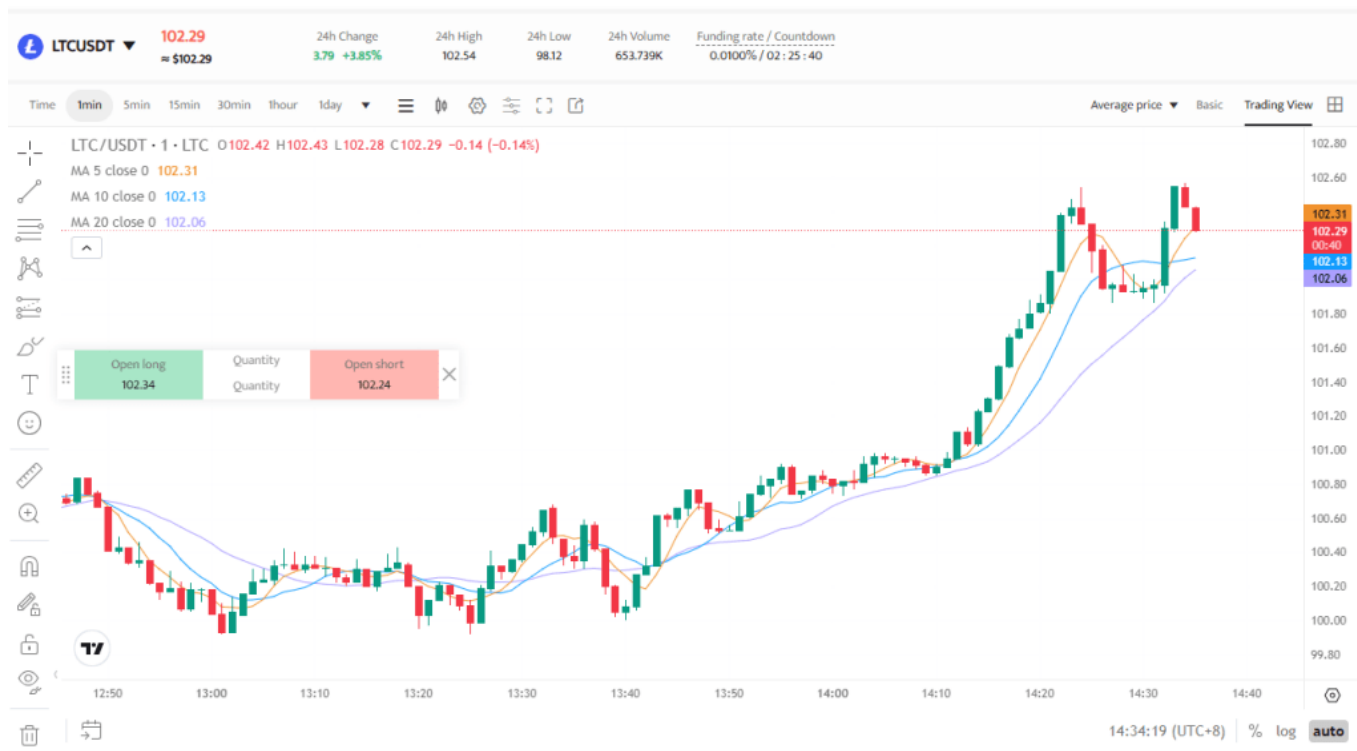 LTCUSDT ▼ 102.29 24h Change 24h High 24h Low 24h Volume Funding rate / Countdown
≈ $102.29 3.79 +3.85% 102.54 98.12 653.739K 0.0100% / 02 : 25 : 40
Time 1min 5min 15min 30min 1hour 1day ▼ Average price ▼ Basic Trading View
LTC/USDT · 1 · LTC O102.42 H102.43 L102.28 C102.29 −0.14 (−0.14%)
MA 5 close 0 102.31
MA 10 close 0 102.13
MA 20 close 0 102.06
102.80
102.60
102.31
102.29
00:40
102.13
102.06
101.80
101.60
101.40
101.20
101.00
100.80
100.60
100.40
100.20
100.00
99.80
Open long Quantity Open short
102.34 Quantity 102.24
12:50 13:00 13:10 13:20 13:30 13:40 13:50 14:00 14:10 14:20 14:30 14:40
14:34:19 (UTC+8) % log auto